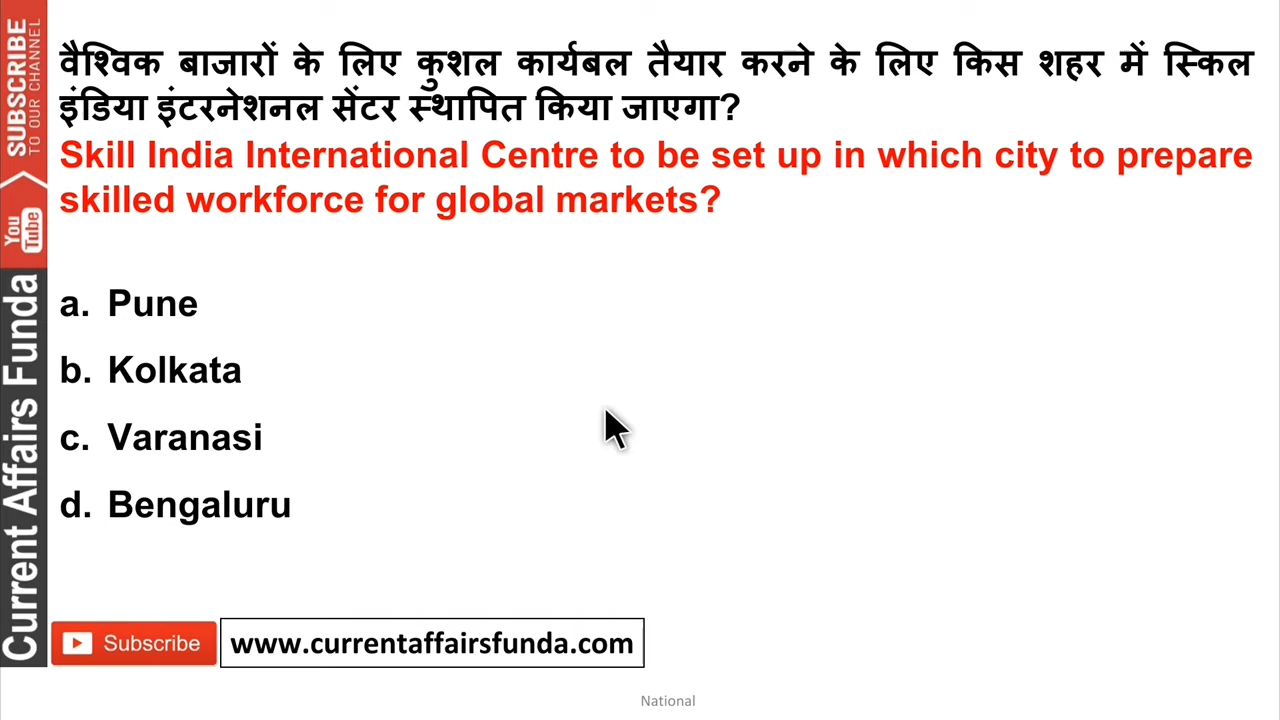 वैश्विक बाजारों के लिए कुशल कार्यबल तैयार करने के लिए किस शहर में स्किल
इंडिया इंटरनेशनल सेंटर स्थापित किया जाएगा?
Skill India International Centre to be set up in which city to prepare
skilled workforce for global markets?
a. Pune
b. Kolkata
c. Varanasi
d. Bengaluru
SUBSCRIBE
TO OUR CHANNEL
You
Tube
Current Affairs Funda
Subscribe
www.currentaffairsfunda.com
National